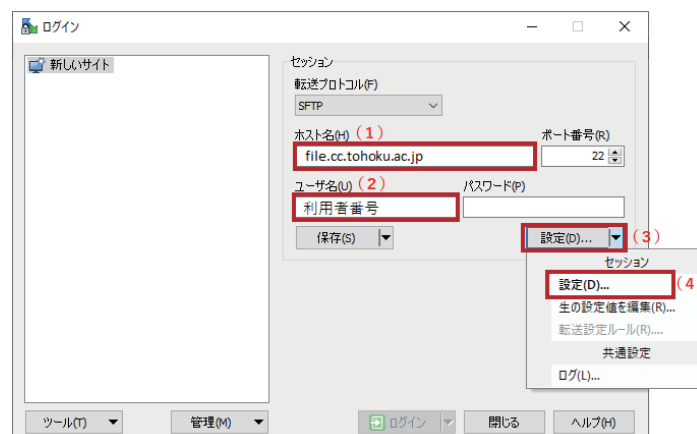 ログイン
新しいサイト
セッション
転送プロトコル(F)
SFTP
ホスト名(H) (1)
ポート番号(R)
file.cc.tohoku.ac.jp
22
ユーザ名(U) (2)
パスワード(P)
利用者番号
保存(S)
設定(D)... (3)
セッション
設定(D)... (4
生の設定値を編集(R)...
転送設定ルール(R)....
共通設定
ログ(L)...
ツール(T)
管理(M)
ログイン
閉じる
ヘルプ(H)